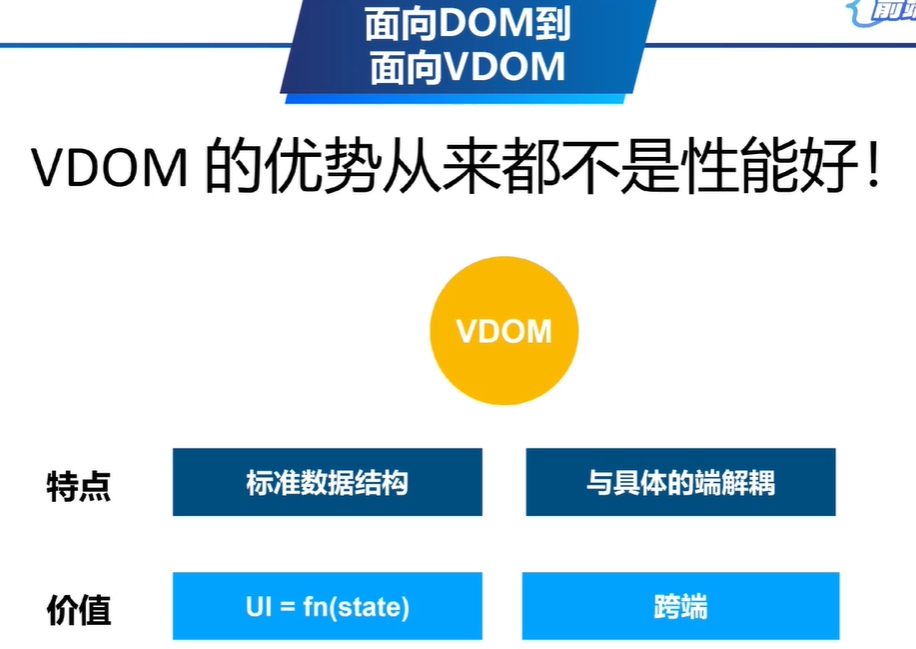 面向DOM到
面向VDOM
前端
VDOM 的优势从来都不是性能好！
VDOM
特点
标准数据结构
与具体的端解耦
价值
UI = fn(state)
跨端